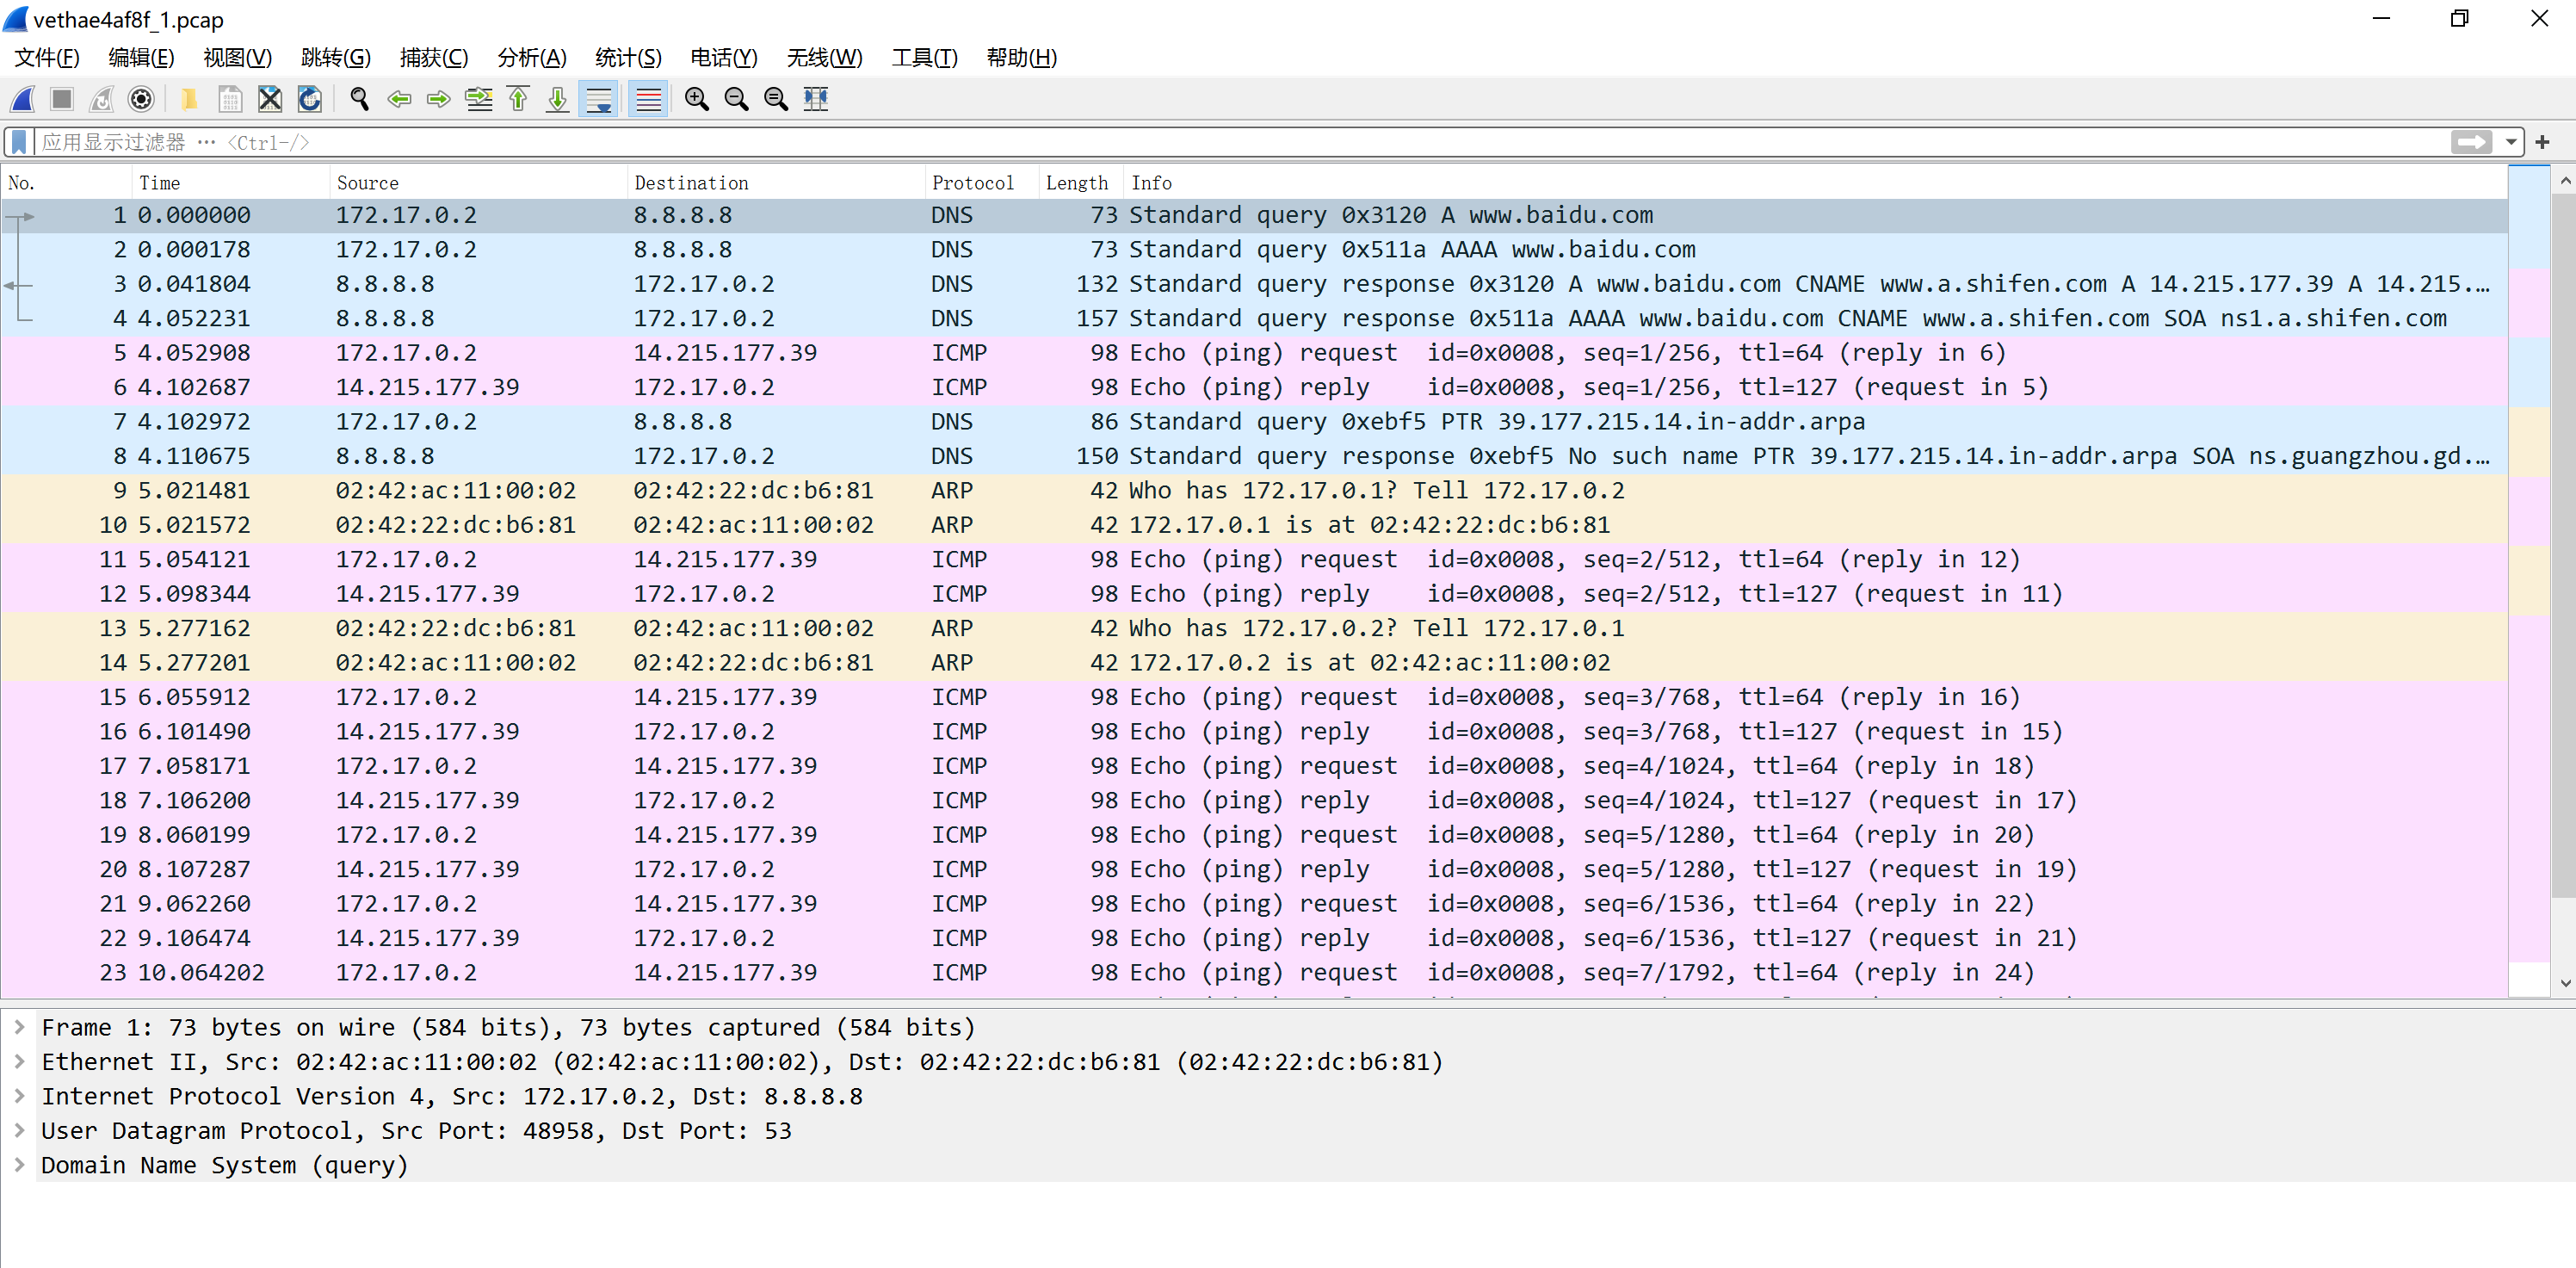 vethae4af8f_1.pcap
文件(F) 编辑(E) 视图(V) 跳转(G) 捕获(C) 分析(A) 统计(S) 电话(Y) 无线(W) 工具(T) 帮助(H)
应用显示过滤器 … <Ctrl-/>
No. Time Source Destination Protocol Length Info
1 0.000000 172.17.0.2 8.8.8.8 DNS 73 Standard query 0x3120 A www.baidu.com
2 0.000178 172.17.0.2 8.8.8.8 DNS 73 Standard query 0x511a AAAA www.baidu.com
3 0.041804 8.8.8.8 172.17.0.2 DNS 132 Standard query response 0x3120 A www.baidu.com CNAME www.a.shifen.com A 14.215.177.39 A 14.215.…
4 4.052231 8.8.8.8 172.17.0.2 DNS 157 Standard query response 0x511a AAAA www.baidu.com CNAME www.a.shifen.com SOA ns1.a.shifen.com
5 4.052908 172.17.0.2 14.215.177.39 ICMP 98 Echo (ping) request id=0x0008, seq=1/256, ttl=64 (reply in 6)
6 4.102687 14.215.177.39 172.17.0.2 ICMP 98 Echo (ping) reply id=0x0008, seq=1/256, ttl=127 (request in 5)
7 4.102972 172.17.0.2 8.8.8.8 DNS 86 Standard query 0xebf5 PTR 39.177.215.14.in-addr.arpa
8 4.110675 8.8.8.8 172.17.0.2 DNS 150 Standard query response 0xebf5 No such name PTR 39.177.215.14.in-addr.arpa SOA ns.guangzhou.gd.…
9 5.021481 02:42:ac:11:00:02 02:42:22:dc:b6:81 ARP 42 Who has 172.17.0.1? Tell 172.17.0.2
10 5.021572 02:42:22:dc:b6:81 02:42:ac:11:00:02 ARP 42 172.17.0.1 is at 02:42:22:dc:b6:81
11 5.054121 172.17.0.2 14.215.177.39 ICMP 98 Echo (ping) request id=0x0008, seq=2/512, ttl=64 (reply in 12)
12 5.098344 14.215.177.39 172.17.0.2 ICMP 98 Echo (ping) reply id=0x0008, seq=2/512, ttl=127 (request in 11)
13 5.277162 02:42:22:dc:b6:81 02:42:ac:11:00:02 ARP 42 Who has 172.17.0.2? Tell 172.17.0.1
14 5.277201 02:42:ac:11:00:02 02:42:22:dc:b6:81 ARP 42 172.17.0.2 is at 02:42:ac:11:00:02
15 6.055912 172.17.0.2 14.215.177.39 ICMP 98 Echo (ping) request id=0x0008, seq=3/768, ttl=64 (reply in 16)
16 6.101490 14.215.177.39 172.17.0.2 ICMP 98 Echo (ping) reply id=0x0008, seq=3/768, ttl=127 (request in 15)
17 7.058171 172.17.0.2 14.215.177.39 ICMP 98 Echo (ping) request id=0x0008, seq=4/1024, ttl=64 (reply in 18)
18 7.106200 14.215.177.39 172.17.0.2 ICMP 98 Echo (ping) reply id=0x0008, seq=4/1024, ttl=127 (request in 17)
19 8.060199 172.17.0.2 14.215.177.39 ICMP 98 Echo (ping) request id=0x0008, seq=5/1280, ttl=64 (reply in 20)
20 8.107287 14.215.177.39 172.17.0.2 ICMP 98 Echo (ping) reply id=0x0008, seq=5/1280, ttl=127 (request in 19)
21 9.062260 172.17.0.2 14.215.177.39 ICMP 98 Echo (ping) request id=0x0008, seq=6/1536, ttl=64 (reply in 22)
22 9.106474 14.215.177.39 172.17.0.2 ICMP 98 Echo (ping) reply id=0x0008, seq=6/1536, ttl=127 (request in 21)
23 10.064202 172.17.0.2 14.215.177.39 ICMP 98 Echo (ping) request id=0x0008, seq=7/1792, ttl=64 (reply in 24)
Frame 1: 73 bytes on wire (584 bits), 73 bytes captured (584 bits)
Ethernet II, Src: 02:42:ac:11:00:02 (02:42:ac:11:00:02), Dst: 02:42:22:dc:b6:81 (02:42:22:dc:b6:81)
Internet Protocol Version 4, Src: 172.17.0.2, Dst: 8.8.8.8
User Datagram Protocol, Src Port: 48958, Dst Port: 53
Domain Name System (query)